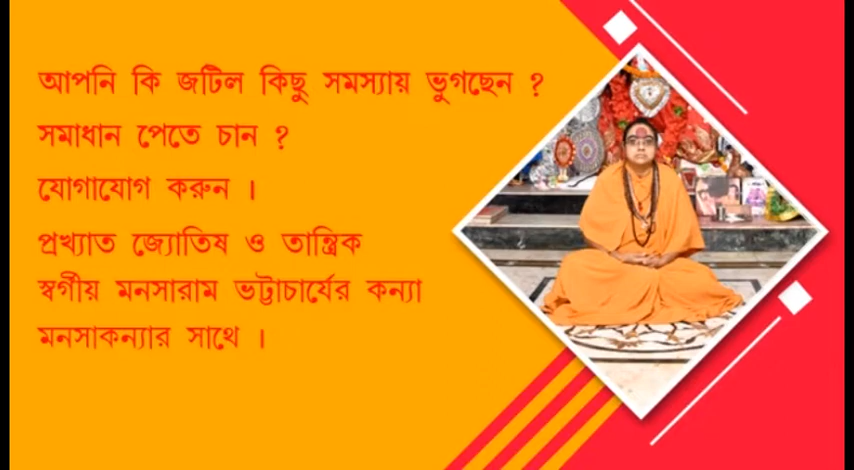 আপনি কি জটিল কিছু সমস্যায় ভুগছেন ?
সমাধান পেতে চান ?
যোগাযোগ করুন ।
প্রখ্যাত জ্যোতিষ ও তান্ত্রিক
স্বর্গীয় মনসারাম ভট্টাচার্যের কন্যা
মনসাকন্যার সাথে ।